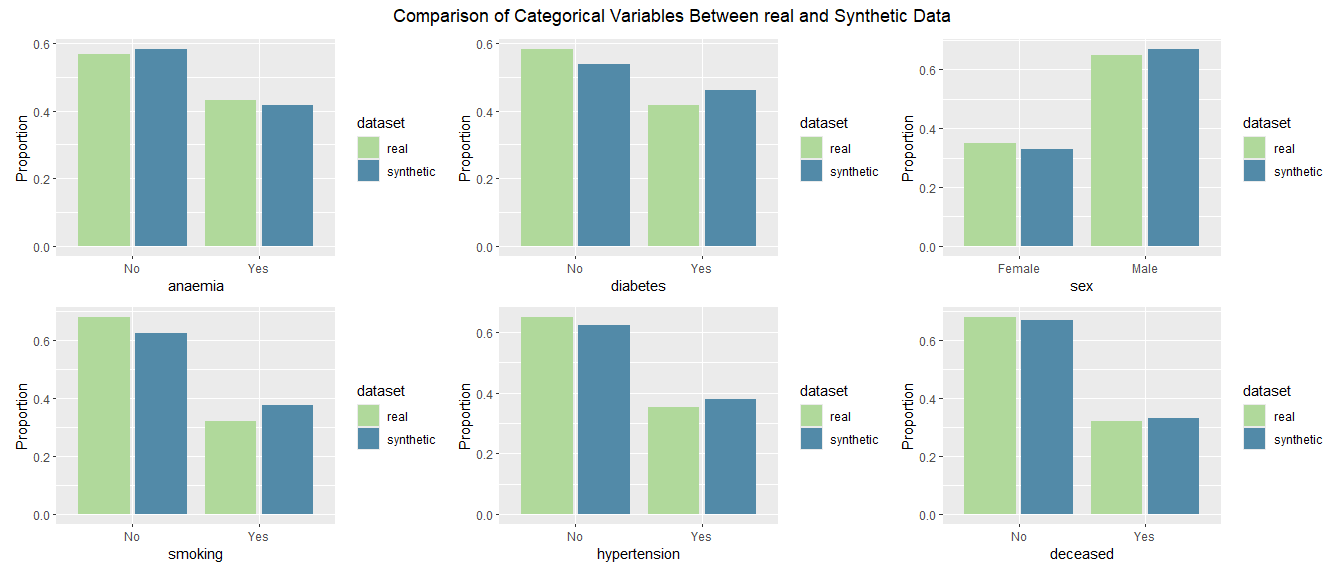 Comparison of Categorical Variables Between real and Synthetic Data
Proportion
0.6
0.4
0.2
0.0
No
Yes
anaemia
dataset
real
synthetic
Proportion
0.6
0.4
0.2
0.0
No
Yes
diabetes
dataset
real
synthetic
Proportion
0.6
0.4
0.2
0.0
Female
Male
sex
dataset
real
synthetic
Proportion
0.6
0.4
0.2
0.0
No
Yes
smoking
dataset
real
synthetic
Proportion
0.6
0.4
0.2
0.0
No
Yes
hypertension
dataset
real
synthetic
Proportion
0.6
0.4
0.2
0.0
No
Yes
deceased
dataset
real
synthetic